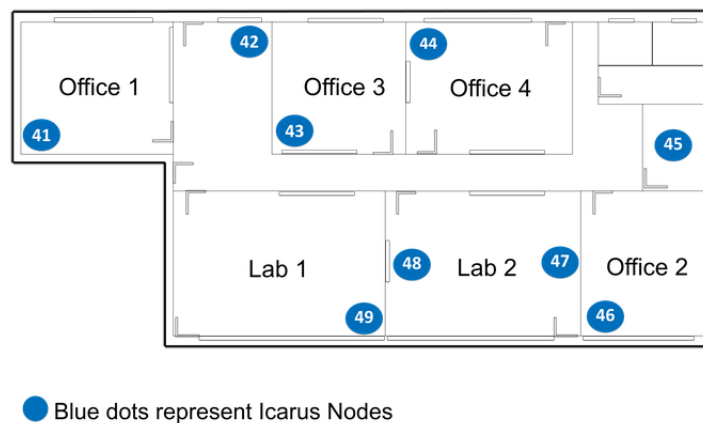 42
44
Office 1
Office 3
Office 4
41
43
45
48
47
Lab 1
Lab 2
Office 2
49
46
Blue dots represent Icarus Nodes